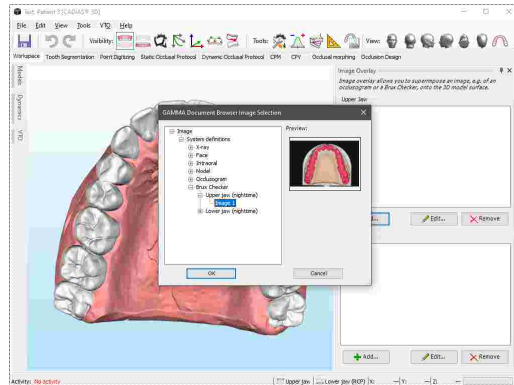 Test, Patient T [CADIAS® 3D]
File Edit View Tools VTO Help
Visibility: Tools: View:
Workspace Tooth Segmentation Point Digitizing Static Occlusal Protocol Dynamic Occlusal Protocol CPM CPV Occlusal morphing Occlusion Design
Models
Dynamics
VTO
Image Overlay
Image overlay allows you to superimpose an image, e.g. of an
occlusogram or a Brux Checker, onto the 3D model surface.
Upper Jaw
GAMMA Document Browser Image Selection
Image
System definitions
X-ray
Face
Intraoral
Model
Occlusogram
Brux Checker
Upper jaw (nighttime)
Image 1
Lower jaw (nighttime)
Preview:
OK Cancel
Edit... Remove
Add... Edit... Remove
Activity: No activity
Upper Jaw Lower Jaw (RCP) X: — Y: — Z: —